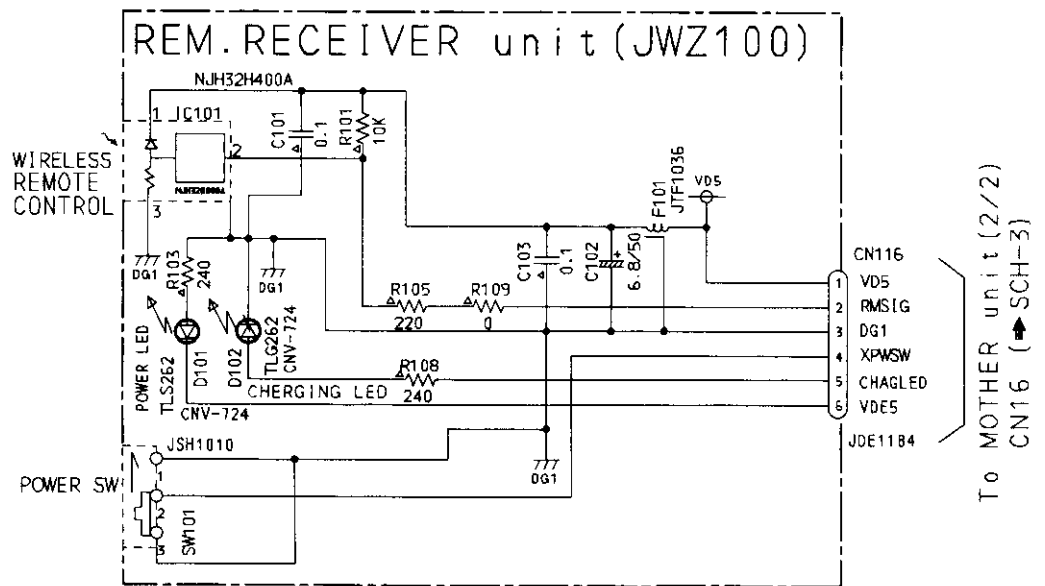 REM.RECEIVER unit(JWZ100)
NJH32H400A
1
IC101
2
3
WIRELESS
REMOTE
CONTROL
DG1
C101
0.1
R101
10K
R103
240
DG1
POWER LED
TLS262
D101
CNV-724
D102
TLG262
CNV-724
CHERGING LED
R105
220
R109
0
R108
240
C103
0.1
C102
+
6.8/50
F101
JTF1036
VD5
CN116
1 VD5
2 RMSIG
3 DG1
4 XPWSW
5 CHAGLED
6 VDE5
JDE1184
To MOTHER unit(2/2)
CN16 (➡SCH-3)
JSH1010
POWER SW
1
2
3
SW101
DG1